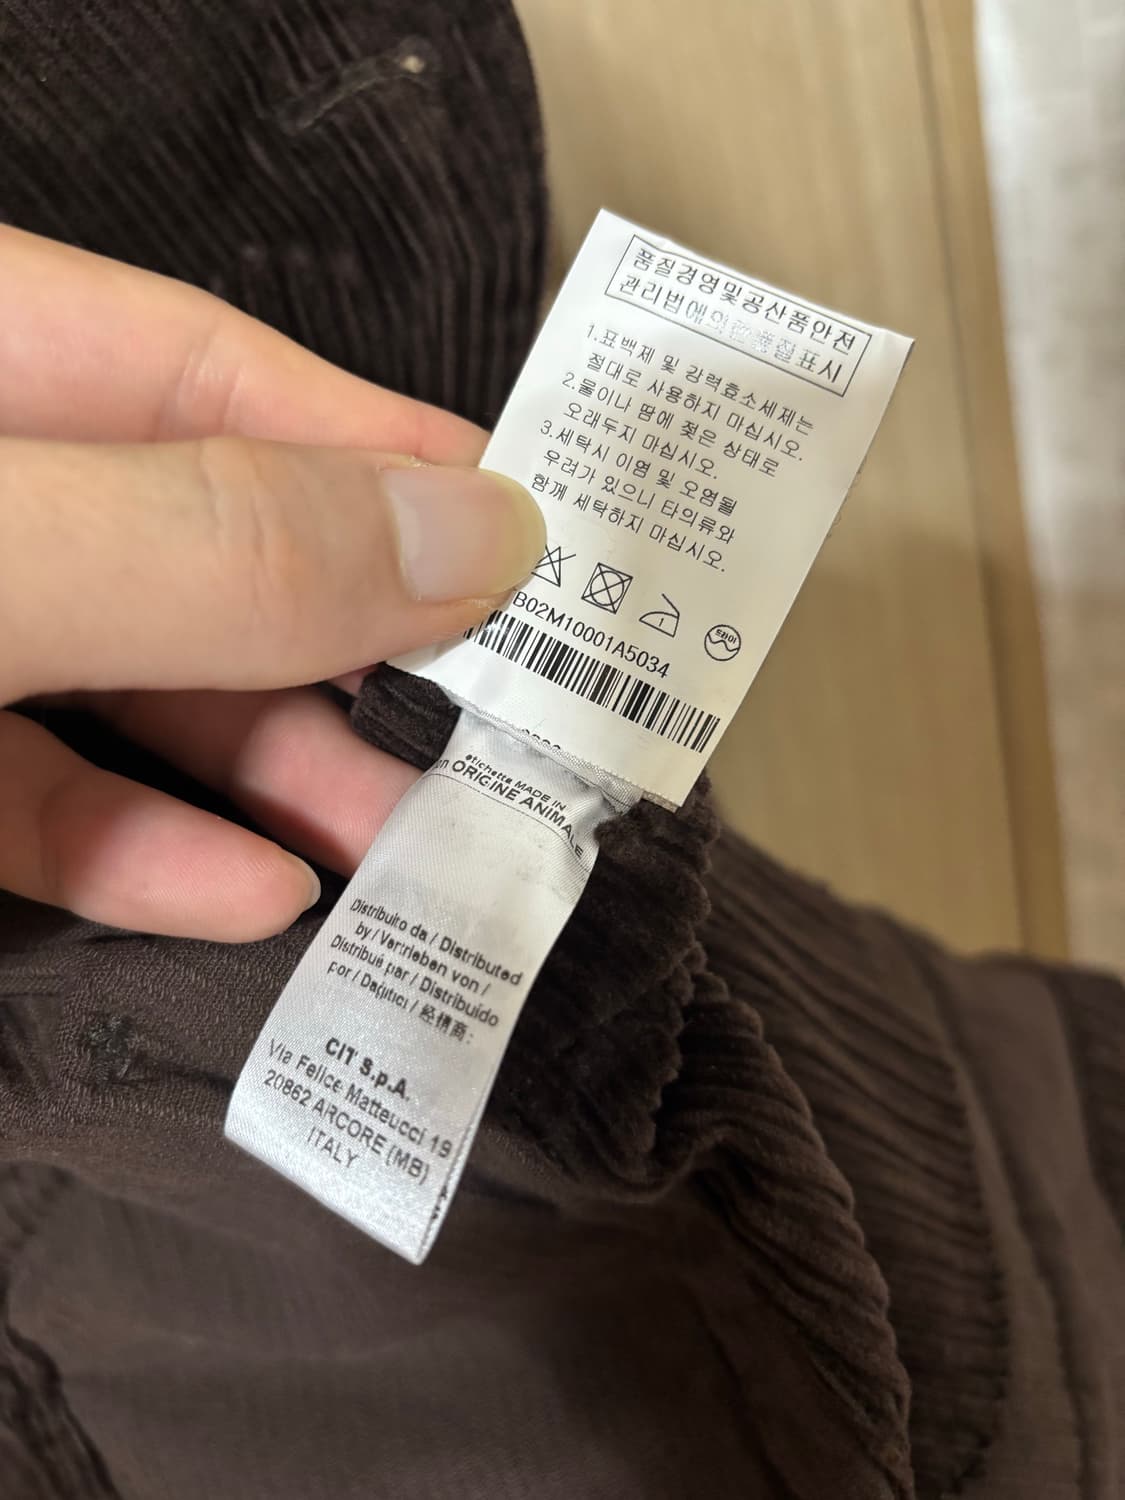 품질경영및공산품안전
관리법에의한품질표시
1.표백제 및 강력효소세제는
절대로 사용하지 마십시오.
2.물이나 땀에 젖은 상태로
오래두지 마십시오.
3.세탁시 이염 및 오염될
우려가 있으니 타의류와
함께 세탁하지 마십시오.
드라이
B02M10001A5034
etichetta MADE IN
ORIGINE ANIMALE
Distribuito da / Distributed
by / Vertrieben von /
Distribué par / Distribuido
por / Dağıtıcı / 经销商:
CIT S.p.A.
Via Felice Matteucci 19
20862 ARCORE (MB)
ITALY